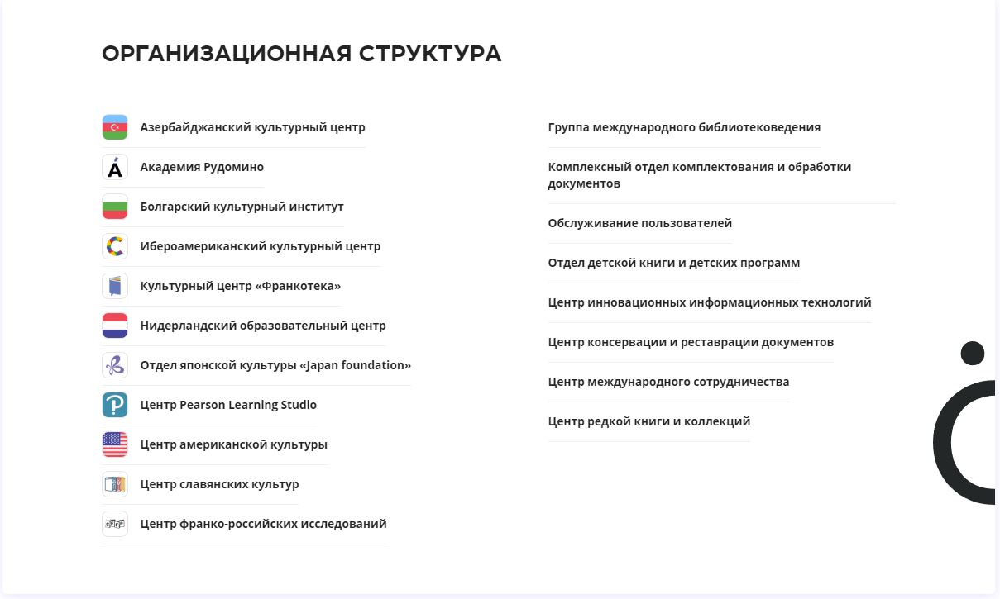 ОРГАНИЗАЦИОННАЯ СТРУКТУРА
Азербайджанский культурный центр
Академия Рудомино
Болгарский культурный институт
Ибероамериканский культурный центр
Культурный центр «Франкотека»
Нидерландский образовательный центр
Отдел японской культуры «Japan foundation»
Центр Pearson Learning Studio
Центр американской культуры
Центр славянских культур
Центр франко-российских исследований
Группа международного библиотековедения
Комплексный отдел комплектования и обработки
документов
Обслуживание пользователей
Отдел детской книги и детских программ
Центр инновационных информационных технологий
Центр консервации и реставрации документов
Центр международного сотрудничества
Центр редкой книги и коллекций